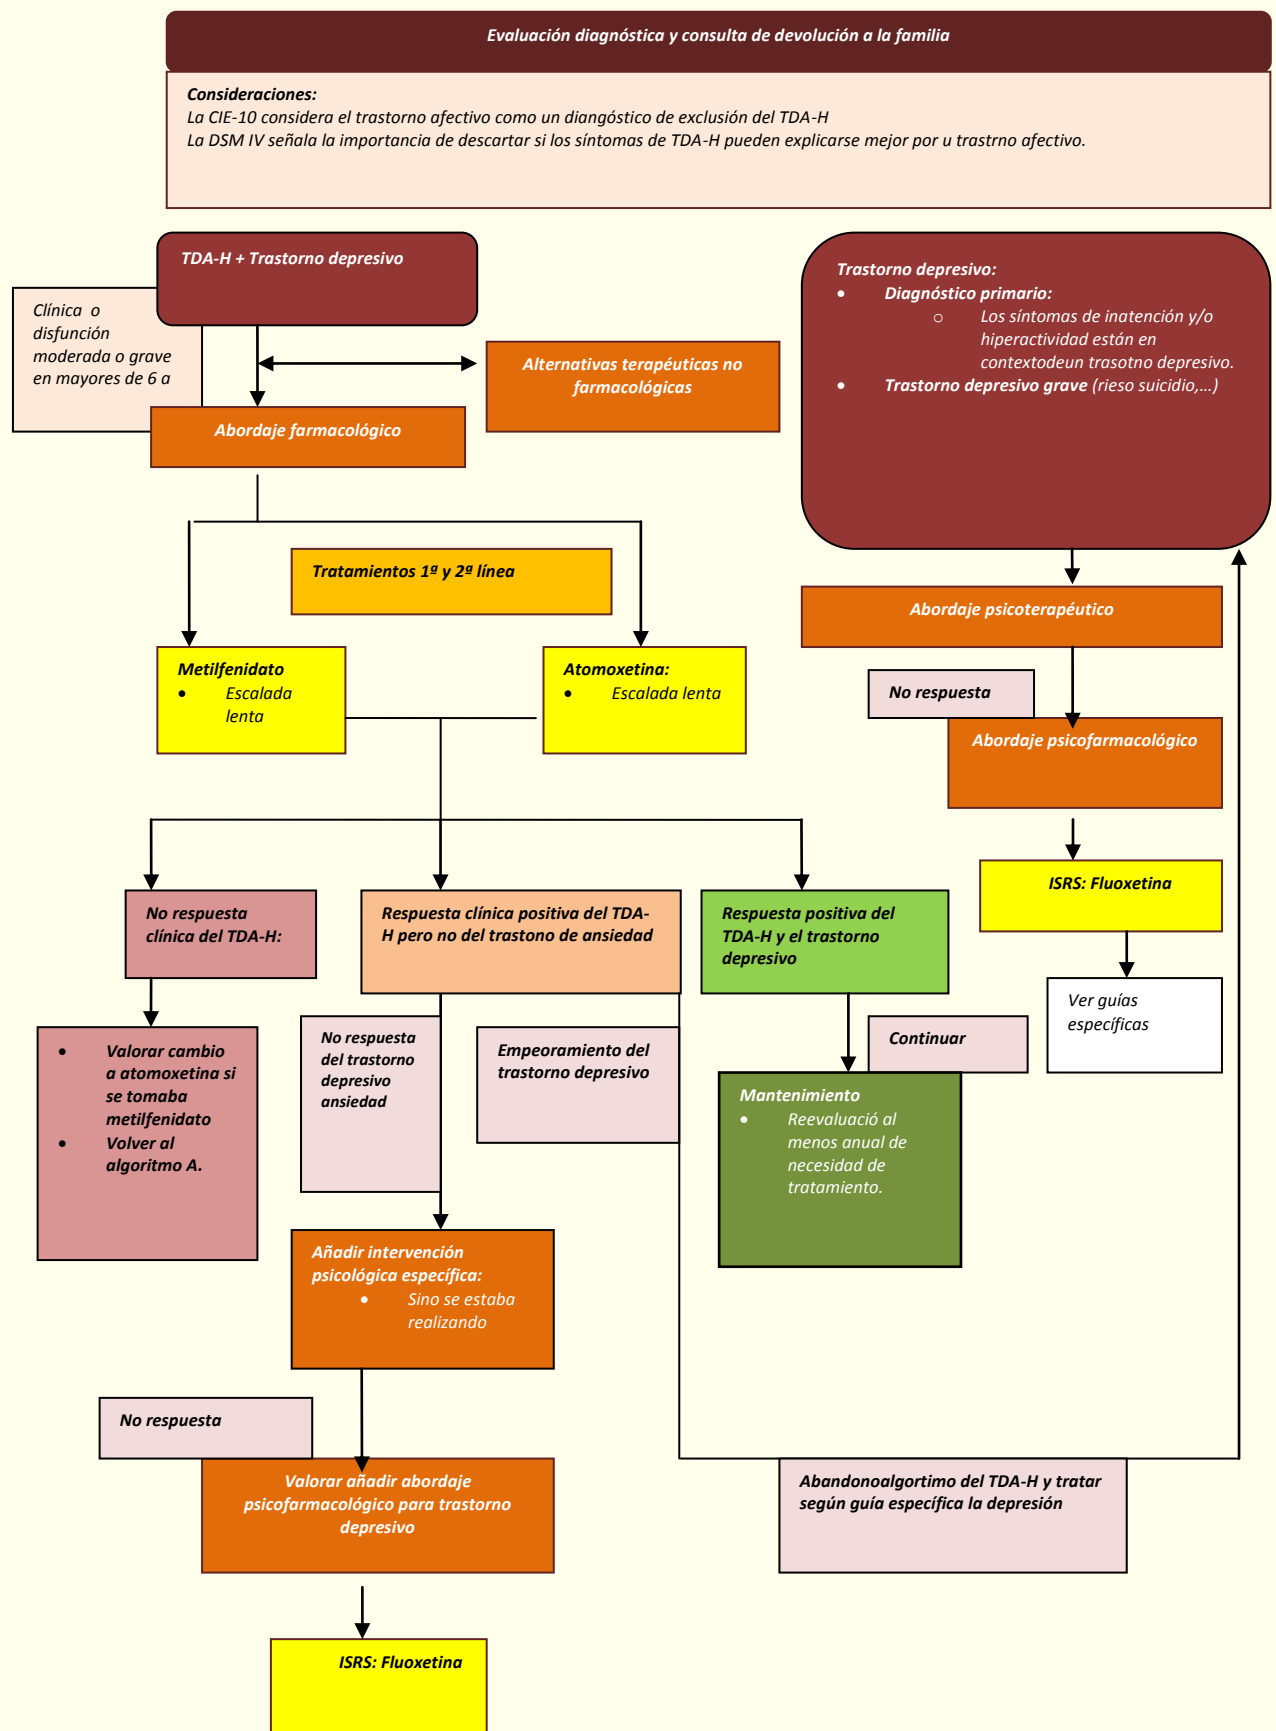 Evaluación diagnóstica y consulta de devolución a la familia
Consideraciones:
La CIE-10 considera el trastorno afectivo como un diangóstico de exclusión del TDA-H
La DSM IV señala la importancia de descartar si los síntomas de TDA-H pueden explicarse mejor por u trastrno afectivo.
TDA-H + Trastorno depresivo
Clínica o
disfunción
moderada o grave
en mayores de 6 a
Alternativas terapéuticas no
farmacológicas
Abordaje farmacológico
Trastorno depresivo:
• Diagnóstico primario:
o Los síntomas de inatención y/o
hiperactividad están en
contextodeun trasotno depresivo.
• Trastorno depresivo grave (rieso suicidio,...)
Tratamientos 1ª y 2ª línea
Abordaje psicoterapéutico
Metilfenidato
• Escalada
lenta
Atomoxetina:
• Escalada lenta
No respuesta
Abordaje psicofarmacológico
ISRS: Fluoxetina
Ver guías
específicas
No respuesta
clínica del TDA-H:
Respuesta clínica positiva del TDA-
H pero no del trastono de ansiedad
Respuesta positiva del
TDA-H y el trastorno
depresivo
• Valorar cambio
a atomoxetina si
se tomaba
metilfenidato
• Volver al
algoritmo A.
No respuesta
del trastorno
depresivo
ansiedad
Empeoramiento del
trastorno depresivo
Continuar
Mantenimiento
• Reevaluació al
menos anual de
necesidad de
tratamiento.
Añadir intervención
psicológica específica:
• Sino se estaba
realizando
No respuesta
Valorar añadir abordaje
psicofarmacológico para trastorno
depresivo
Abandonoalgortimo del TDA-H y tratar
según guía específica la depresión
ISRS: Fluoxetina